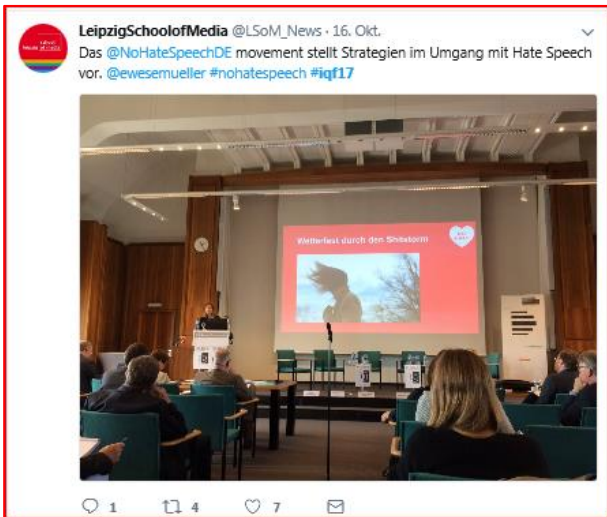 LeipzigSchoolofMedia @LSoM_News · 16. Okt.
Das @NoHateSpeechDE movement stellt Strategien im Umgang mit Hate Speech
vor. @ewesemueller #nohatespeech #iqf17
Wetterfest durch den Shitstorm
1 4 7